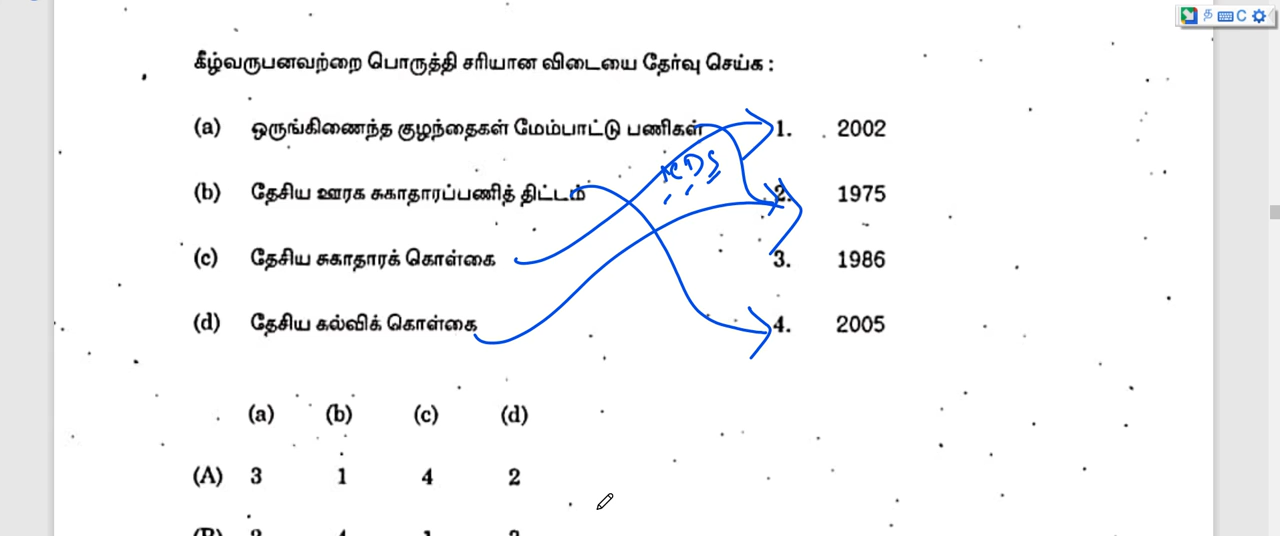 கீழ்வருபனவற்றை பொருத்தி சரியான விடையை தேர்வு செய்க :
(a) ஒருங்கிணைந்த குழந்தைகள் மேம்பாட்டு பணிகள் 1. 2002
ICDS
(b) தேசிய ஊரக சுகாதாரப்பணித் திட்டம் 2. 1975
(c) தேசிய சுகாதாரக் கொள்கை 3. 1986
(d) தேசிய கல்விக் கொள்கை 4. 2005
(a) (b) (c) (d)
(A) 3 1 4 2